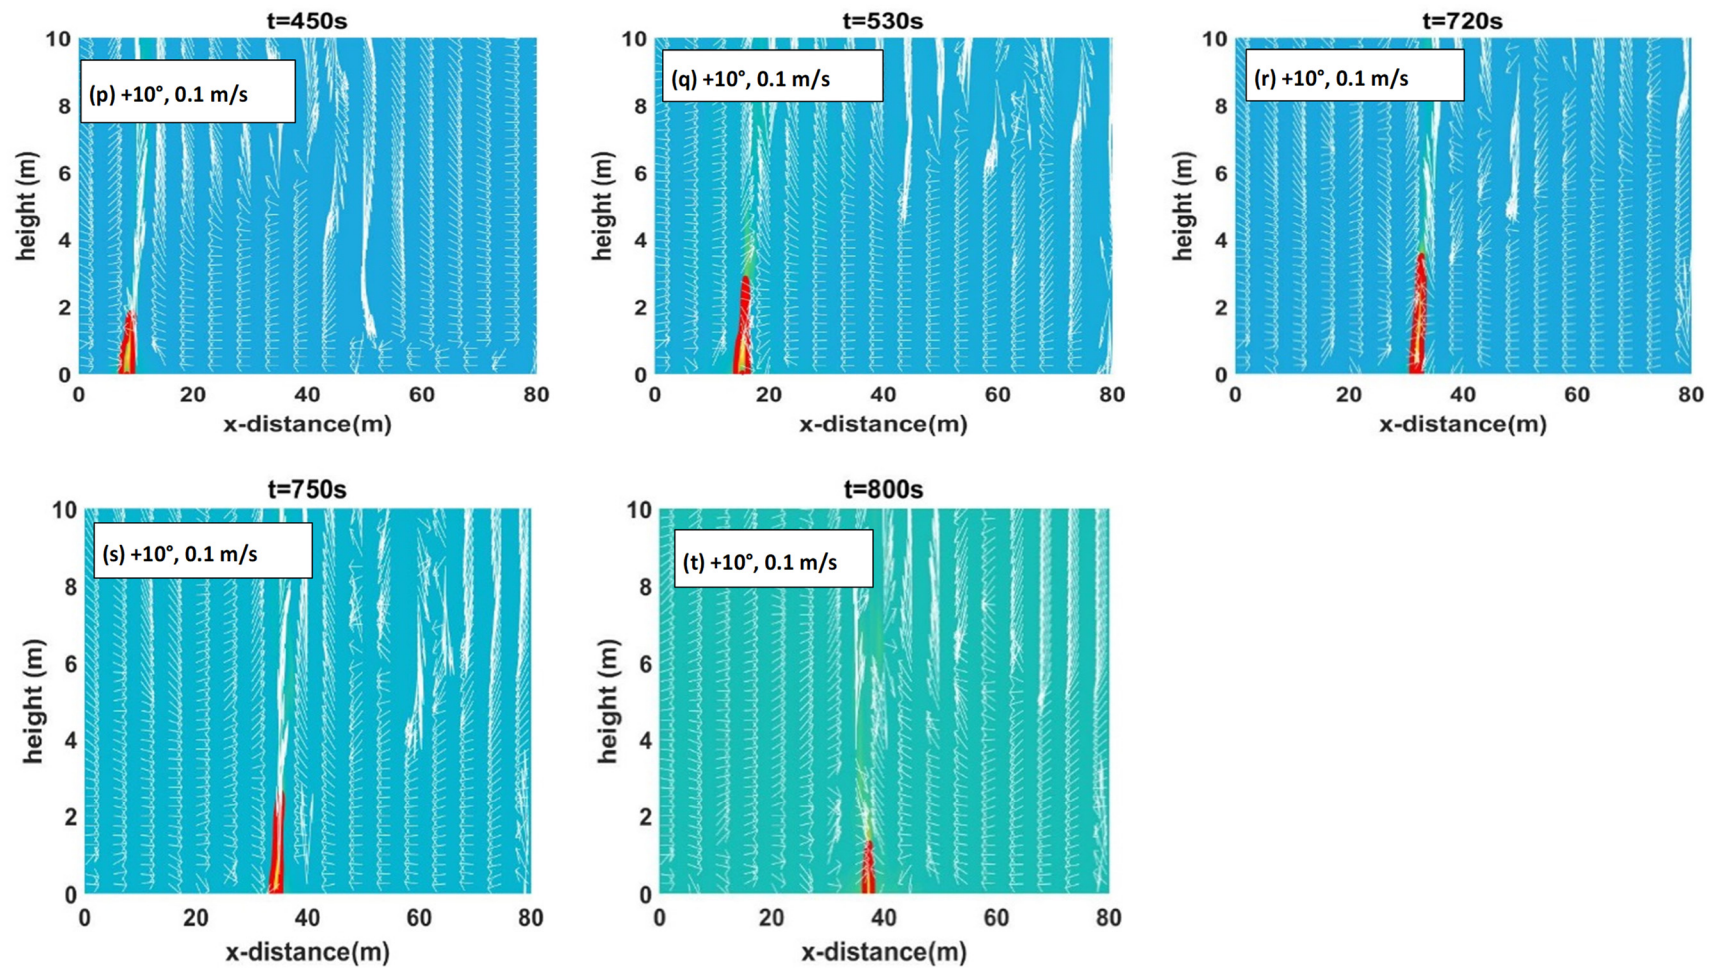 t=450s
10
(p) +10°, 0.1 m/s
8
6
4
2
0
height (m)
0 20 40 60 80
x-distance(m)
t=530s
10
(q) +10°, 0.1 m/s
8
6
4
2
0
height (m)
0 20 40 60 80
x-distance(m)
t=720s
10
(r) +10°, 0.1 m/s
8
6
4
2
0
height (m)
0 20 40 60 80
x-distance(m)
t=750s
10
(s) +10°, 0.1 m/s
8
6
4
2
0
height (m)
0 20 40 60 80
x-distance(m)
t=800s
10
(t) +10°, 0.1 m/s
8
6
4
2
0
height (m)
0 20 40 60 80
x-distance(m)